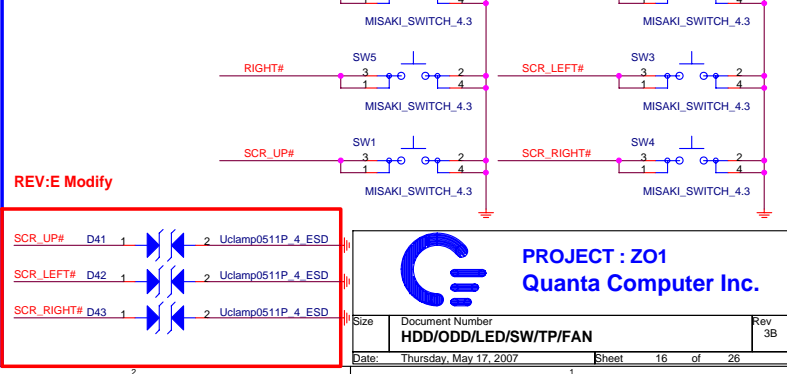 1 4 1 4
MISAKI_SWITCH_4.3 MISAKI_SWITCH_4.3
SW5 SW3
RIGHT# 3 2 SCR_LEFT# 3 2
1 4 1 4
MISAKI_SWITCH_4.3 MISAKI_SWITCH_4.3
SW1 SW4
SCR_UP# 3 2 SCR_RIGHT# 3 2
1 4 1 4
REV:E Modify
MISAKI_SWITCH_4.3 MISAKI_SWITCH_4.3
SCR_UP# D41 1 2 Uclamp0511P_4_ESD
SCR_LEFT# D42 1 2 Uclamp0511P_4_ESD
SCR_RIGHT# D43 1 2 Uclamp0511P_4_ESD
PROJECT : ZO1
Quanta Computer Inc.
Size Document Number Rev
HDD/ODD/LED/SW/TP/FAN 3B
Date: Thursday, May 17, 2007 Sheet 16 of 26
2 1